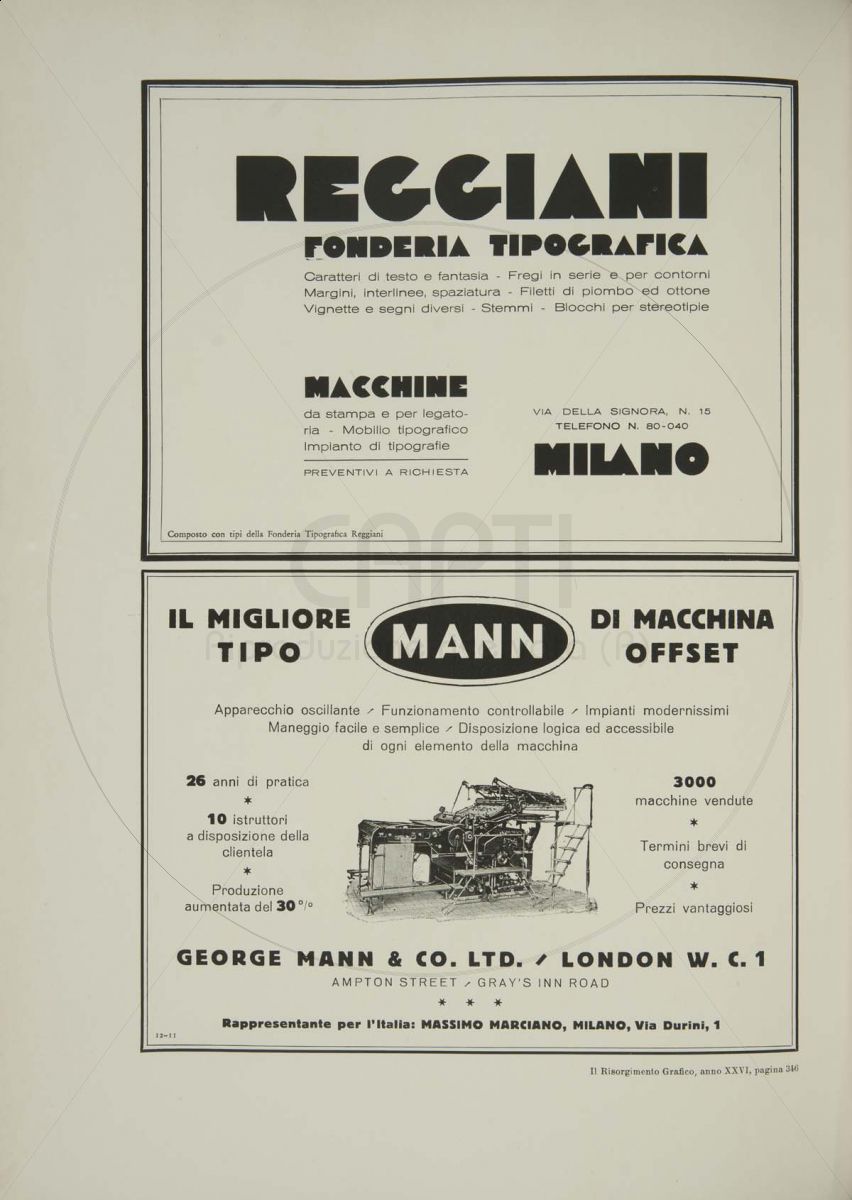 REGGIANI
FONDERIA TIPOGRAFICA
Caratteri di testo e fantasia - Fregi in serie e per contorni
Margini, interlinee, spaziatura - Filetti di piombo ed ottone
Vignette e segni diversi - Stemmi - Blocchi per stereotipie
MACCHINE
da stampa e per legato-
ria - Mobilio tipografico
Impianto di tipografie
PREVENTIVI A RICHIESTA
VIA DELLA SIGNORA, N. 15
TELEFONO N. 80-040
MILANO
Composto con tipi della Fonderia Tipografica Reggiani
CAPTI
IL MIGLIORE
TIPO
MANN
DI MACCHINA
OFFSET
Apparecchio oscillante / Funzionamento controllabile / Impianti modernissimi
Maneggio facile e semplice / Disposizione logica ed accessibile
di ogni elemento della macchina
26 anni di pratica
*
10 istruttori
a disposizione della
clientela
*
Produzione
aumentata del 30 %
3000
macchine vendute
*
Termini brevi di
consegna
*
Prezzi vantaggiosi
GEORGE MANN & CO. LTD. / LONDON W. C. 1
AMPTON STREET / GRAY'S INN ROAD
* * *
Rappresentante per l'Italia: MASSIMO MARCIANO, MILANO, Via Durini, 1
12-11
Il Risorgimento Grafico, anno XXVI, pagina 346